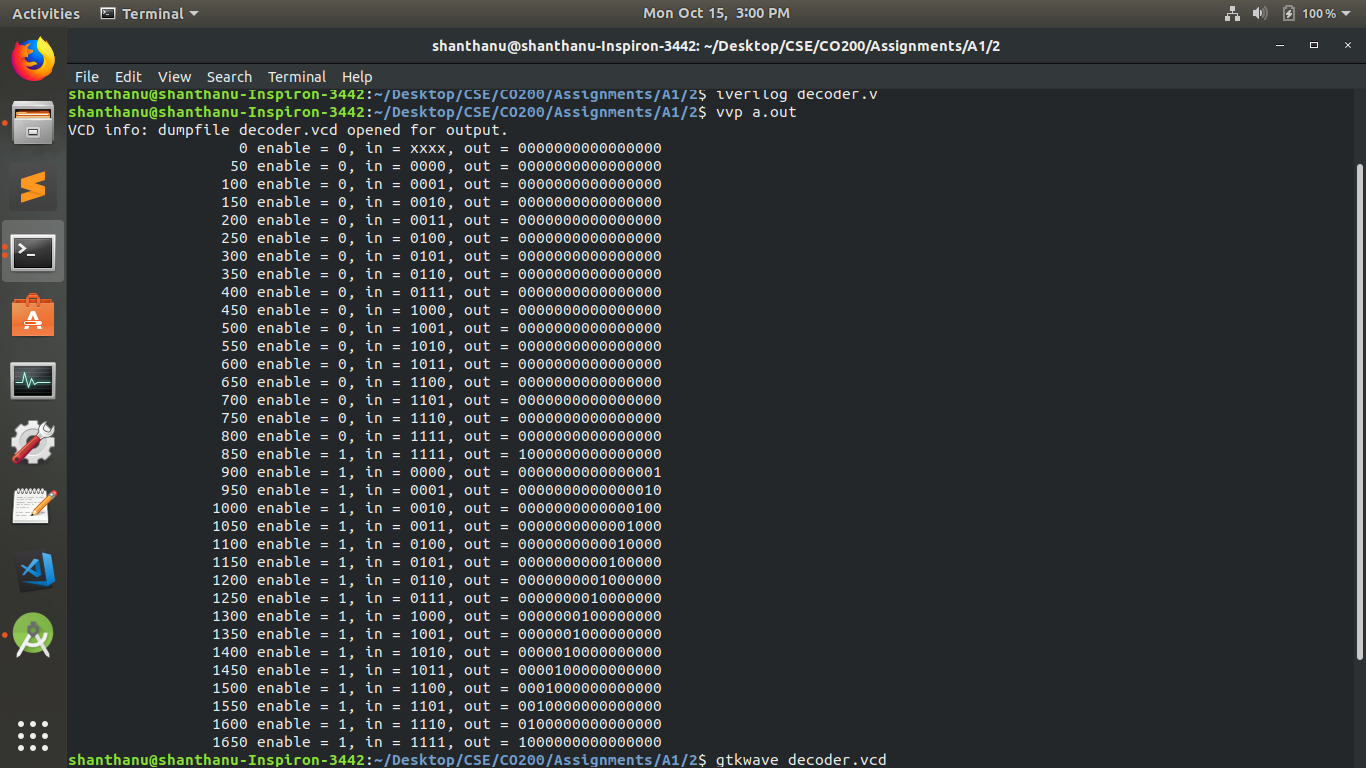 Activities Terminal Mon Oct 15, 3:00 PM 100%
shanthanu@shanthanu-Inspiron-3442: ~/Desktop/CSE/CO200/Assignments/A1/2
File Edit View Search Terminal Help
shanthanu@shanthanu-Inspiron-3442:~/Desktop/CSE/CO200/Assignments/A1/2$ iverilog decoder.v
shanthanu@shanthanu-Inspiron-3442:~/Desktop/CSE/CO200/Assignments/A1/2$ vvp a.out
VCD info: dumpfile decoder.vcd opened for output.
0 enable = 0, in = xxxx, out = 0000000000000000
50 enable = 0, in = 0000, out = 0000000000000000
100 enable = 0, in = 0001, out = 0000000000000000
150 enable = 0, in = 0010, out = 0000000000000000
200 enable = 0, in = 0011, out = 0000000000000000
250 enable = 0, in = 0100, out = 0000000000000000
300 enable = 0, in = 0101, out = 0000000000000000
350 enable = 0, in = 0110, out = 0000000000000000
400 enable = 0, in = 0111, out = 0000000000000000
450 enable = 0, in = 1000, out = 0000000000000000
500 enable = 0, in = 1001, out = 0000000000000000
550 enable = 0, in = 1010, out = 0000000000000000
600 enable = 0, in = 1011, out = 0000000000000000
650 enable = 0, in = 1100, out = 0000000000000000
700 enable = 0, in = 1101, out = 0000000000000000
750 enable = 0, in = 1110, out = 0000000000000000
800 enable = 0, in = 1111, out = 0000000000000000
850 enable = 1, in = 1111, out = 1000000000000000
900 enable = 1, in = 0000, out = 0000000000000001
950 enable = 1, in = 0001, out = 0000000000000010
1000 enable = 1, in = 0010, out = 0000000000000100
1050 enable = 1, in = 0011, out = 0000000000001000
1100 enable = 1, in = 0100, out = 0000000000010000
1150 enable = 1, in = 0101, out = 0000000000100000
1200 enable = 1, in = 0110, out = 0000000001000000
1250 enable = 1, in = 0111, out = 0000000010000000
1300 enable = 1, in = 1000, out = 0000000100000000
1350 enable = 1, in = 1001, out = 0000001000000000
1400 enable = 1, in = 1010, out = 0000010000000000
1450 enable = 1, in = 1011, out = 0000100000000000
1500 enable = 1, in = 1100, out = 0001000000000000
1550 enable = 1, in = 1101, out = 0010000000000000
1600 enable = 1, in = 1110, out = 0100000000000000
1650 enable = 1, in = 1111, out = 1000000000000000
shanthanu@shanthanu-Inspiron-3442:~/Desktop/CSE/CO200/Assignments/A1/2$ gtkwave decoder.vcd